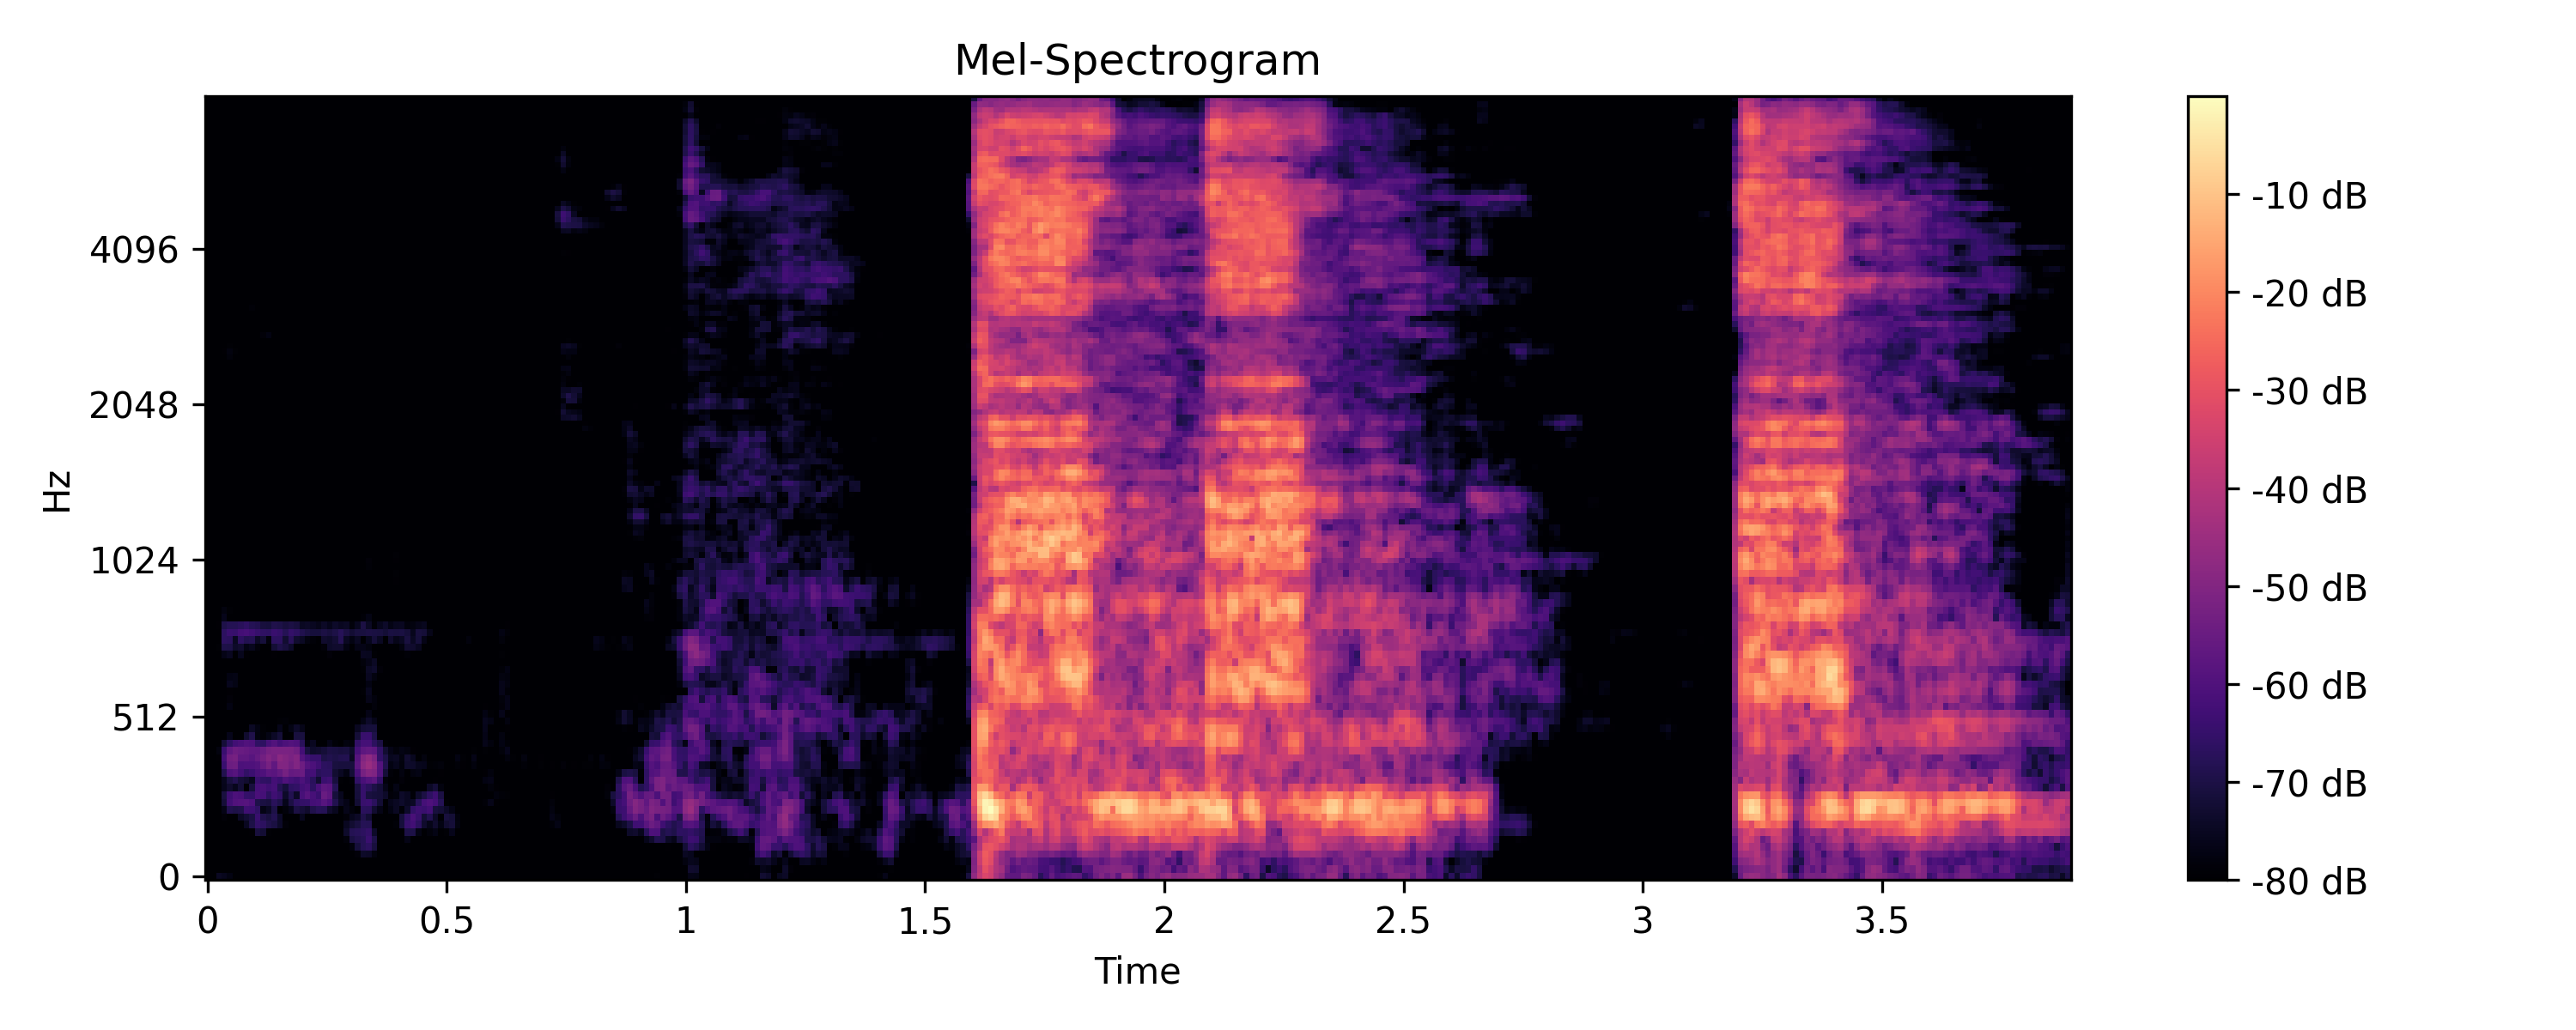 Mel-Spectrogram
Hz
4096
2048
1024
512
0
0 0.5 1 1.5 2 2.5 3 3.5
Time
-10 dB
-20 dB
-30 dB
-40 dB
-50 dB
-60 dB
-70 dB
-80 dB